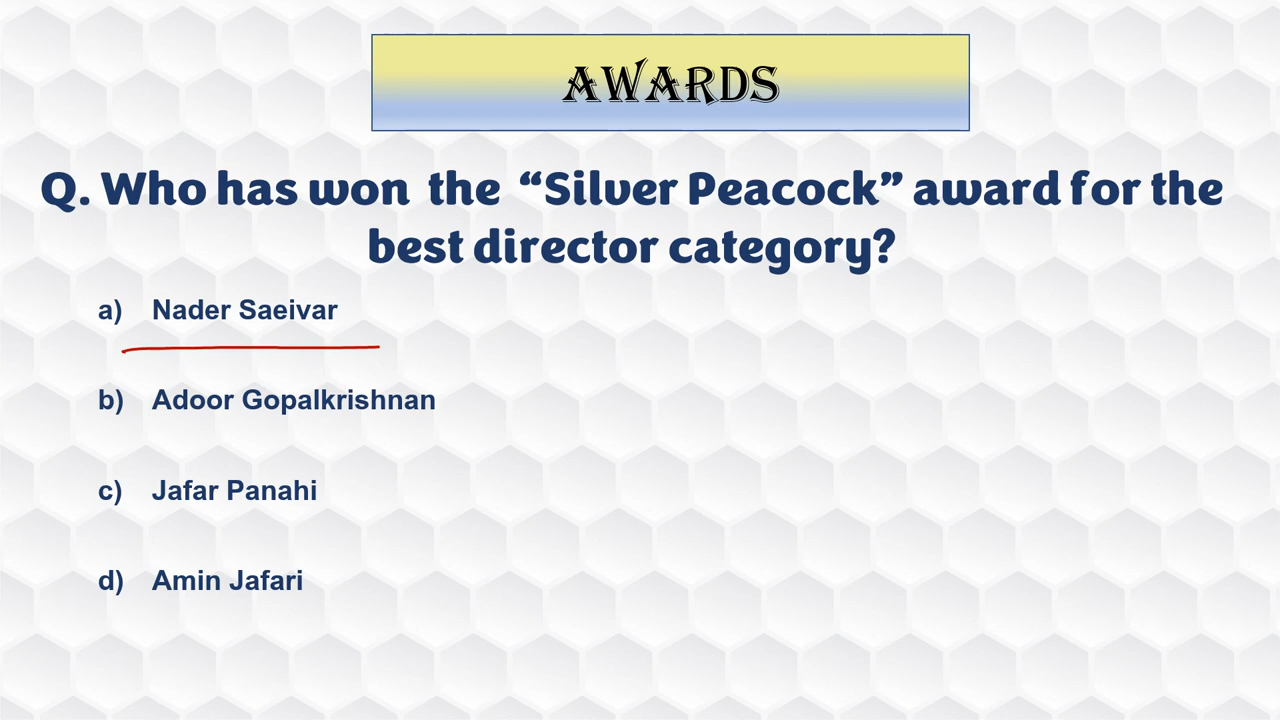 AWARDS
Q. Who has won the “Silver Peacock” award for the
best director category?
a) Nader Saeivar
b) Adoor Gopalkrishnan
c) Jafar Panahi
d) Amin Jafari